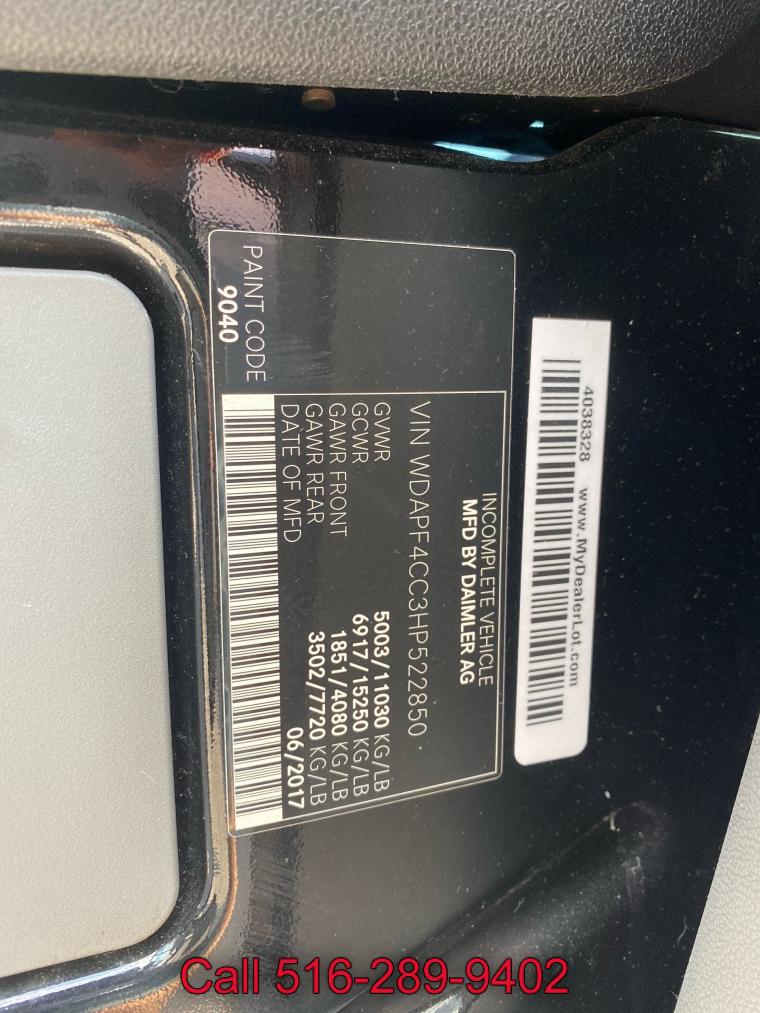 4038328 www.MyDealerLot.com
INCOMPLETE VEHICLE
MFD BY DAIMLER AG
VIN WDAPF4CC3HP522850
GVWR 5003/11030 KG/LB
GCWR 6917/15250 KG/LB
GAWR FRONT 1851/4080 KG/LB
GAWR REAR 3502/7720 KG/LB
DATE OF MFD 06/2017
PAINT CODE
9040
Call 516-289-9402